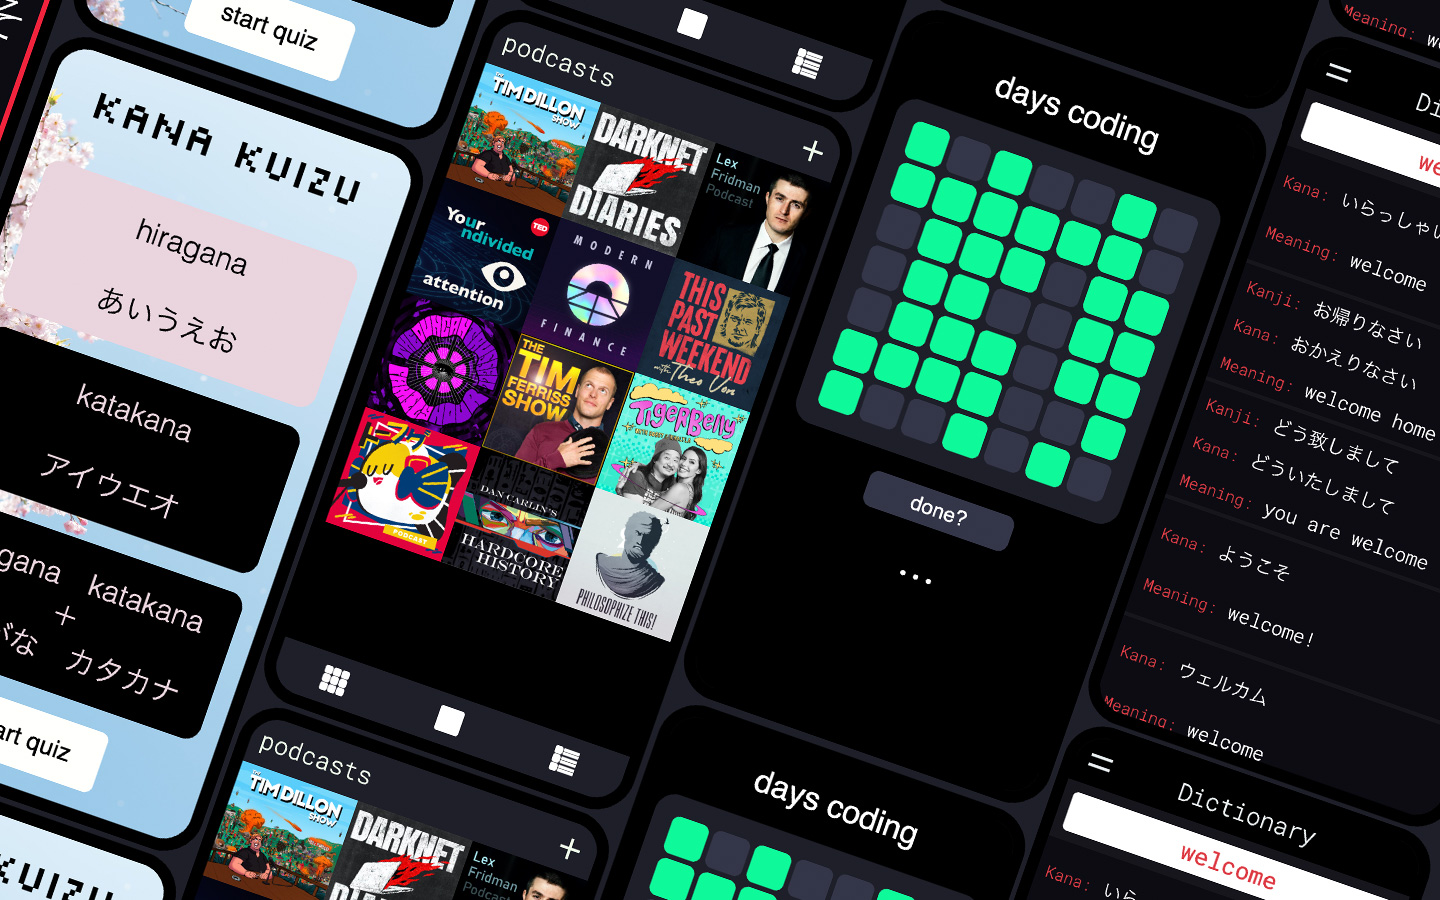 start quiz
KANA KUIZU
hiragana
あいうえお
katakana
アイウエオ
gana katakana
+
がな カタカナ
art quiz
KUIZU
podcasts
+
THE
TIM DILLON
SHOW
DARKNET
DIARIES
Lex
Fridman
Podcast
Your
Undivided
attention
TED
MODERN
FINANCE
THIS
PAST
WEEKEND
with Theo Von
THE
TIM
FERRISS
SHOW
TigerBelly
PODCAST
DAN CARLIN'S
HARDCORE
HISTORY
PHILOSOPHIZE THIS!
podcasts
+
THE
TIM DILLON
SHOW
DARKNET
Lex
Fridman
Podcast
days coding
done?
...
days coding
Meaning:
Di
we
Kana: いらっしゃい
Meaning: welcome
Kanji: お帰りなさい
Kana: おかえりなさい
Meaning: welcome home
Kanji: どう致しまして
Kana: どういたしまして
Meaning: you are welcome
Kana: ようこそ
Meaning: welcome!
Kana: ウェルカム
Meaning: welcome
Dictionary
welcome
Kana: いら